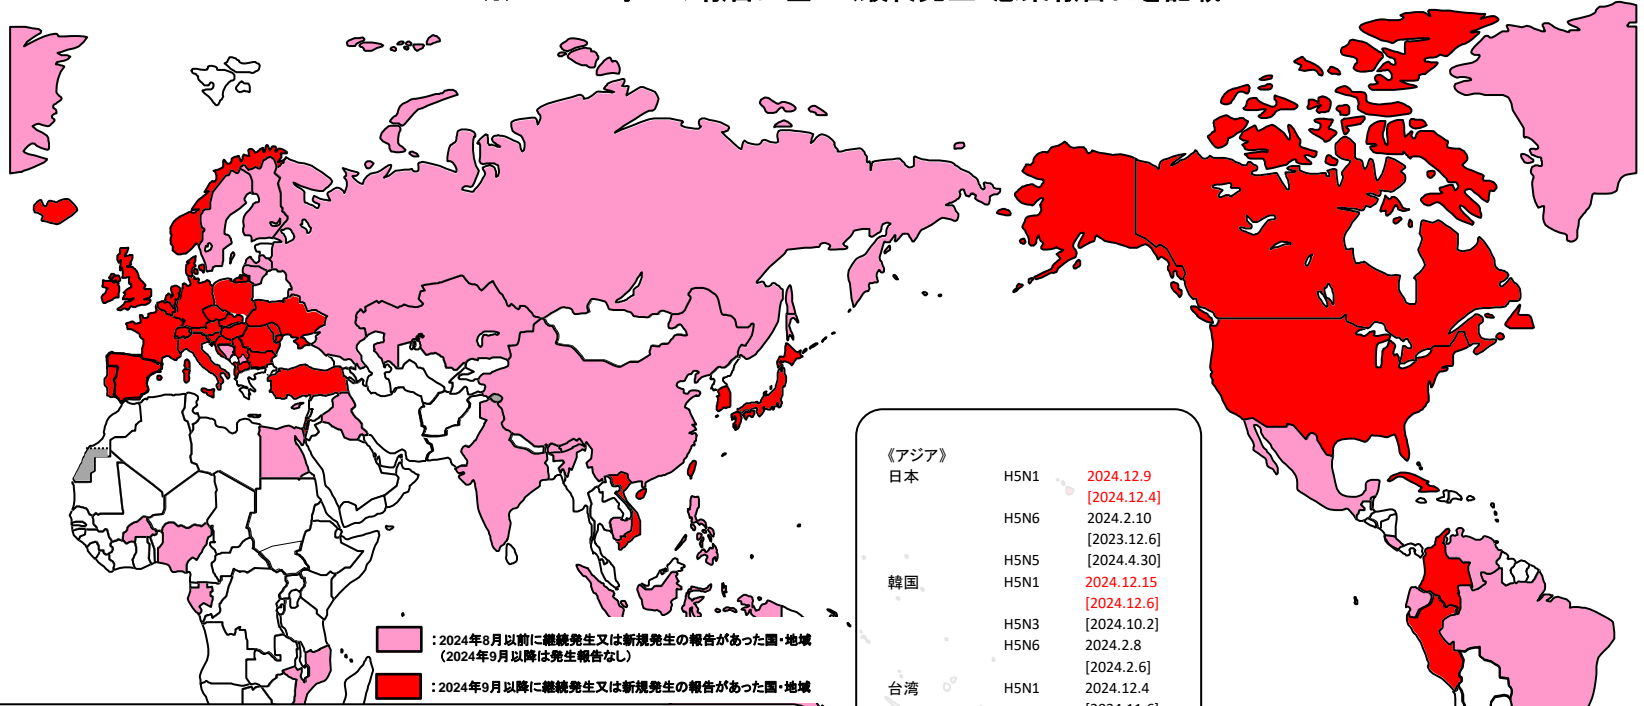 《アジア》
日本 H5N1 2024.12.9
[2024.12.4]
H5N6 2024.2.10
[2023.12.6]
H5N5 [2024.4.30]
韓国 H5N1 2024.12.15
[2024.12.6]
H5N3 [2024.10.2]
H5N6 2024.2.8
[2024.2.6]
台湾 H5N1 2024.12.4
:2024年8月以前に継続発生又は新規発生の報告があった国・地域
(2024年9月以降は発生報告なし)
:2024年9月以降に継続発生又は新規発生の報告があった国・地域